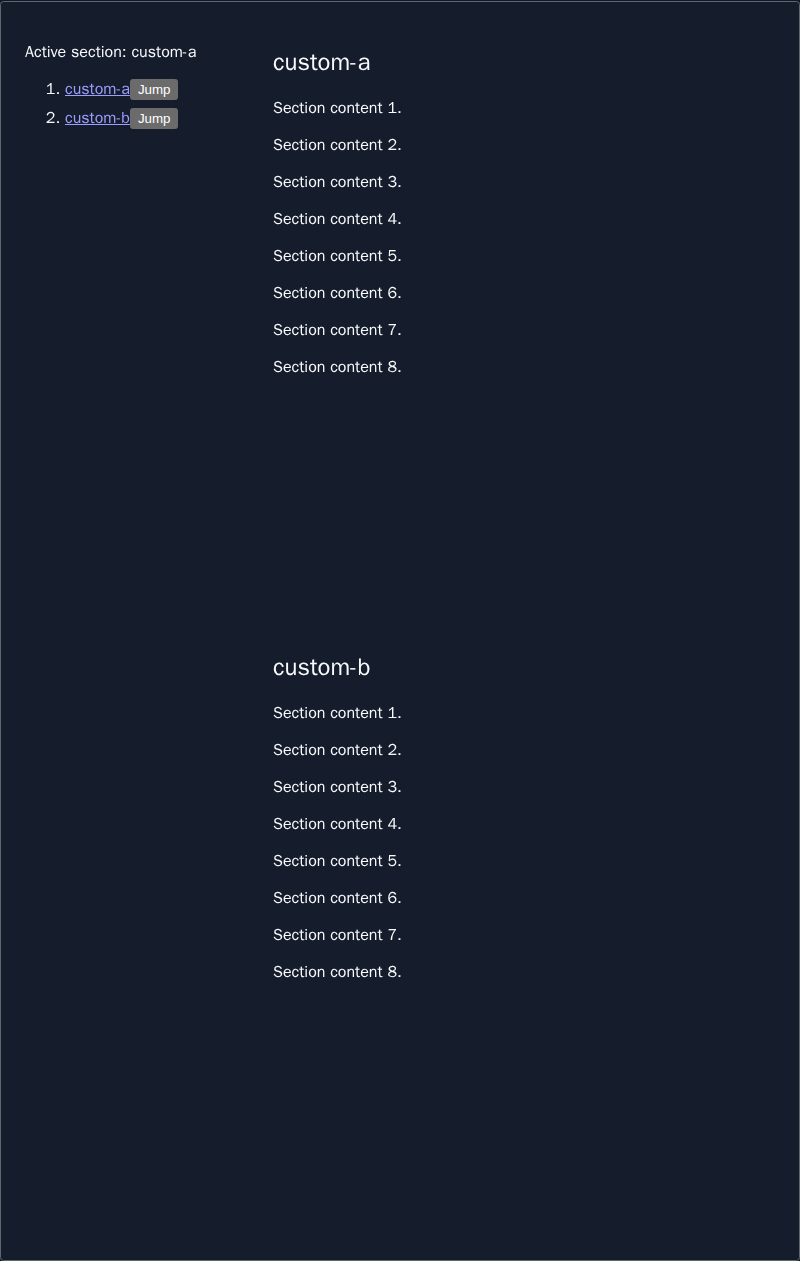 Active section: custom-a
1. custom-a Jump
2. custom-b Jump
custom-a
Section content 1.
Section content 2.
Section content 3.
Section content 4.
Section content 5.
Section content 6.
Section content 7.
Section content 8.
custom-b
Section content 1.
Section content 2.
Section content 3.
Section content 4.
Section content 5.
Section content 6.
Section content 7.
Section content 8.